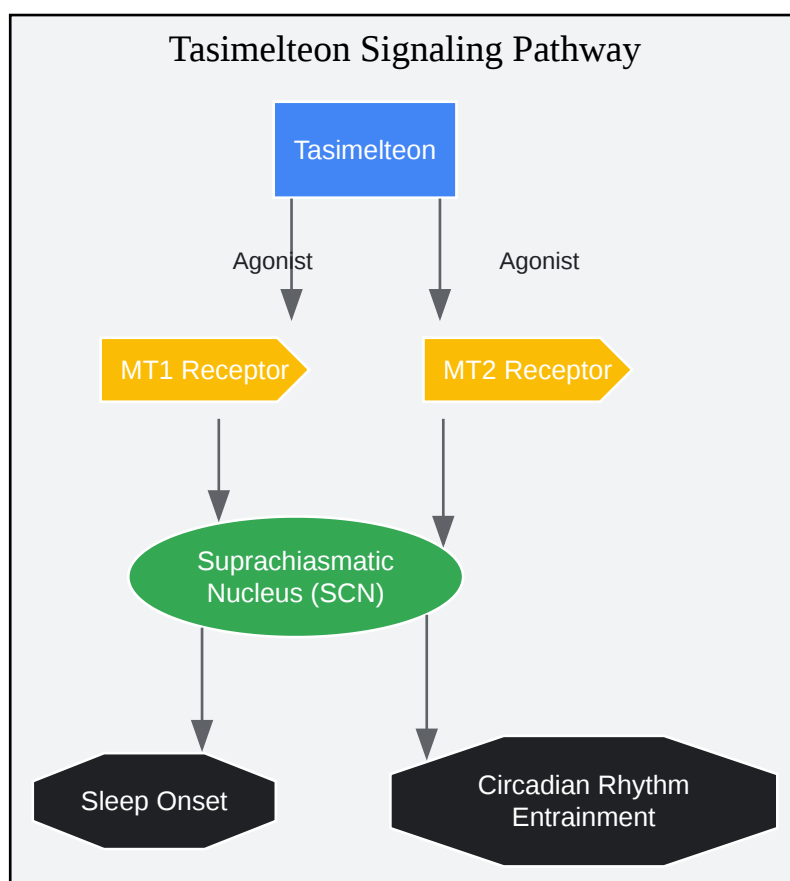 Tasimelteon Signaling Pathway
Tasimelteon
Agonist
Agonist
MT1 Receptor
MT2 Receptor
Suprachiasmatic
Nucleus (SCN)
Sleep Onset
Circadian Rhythm
Entrainment